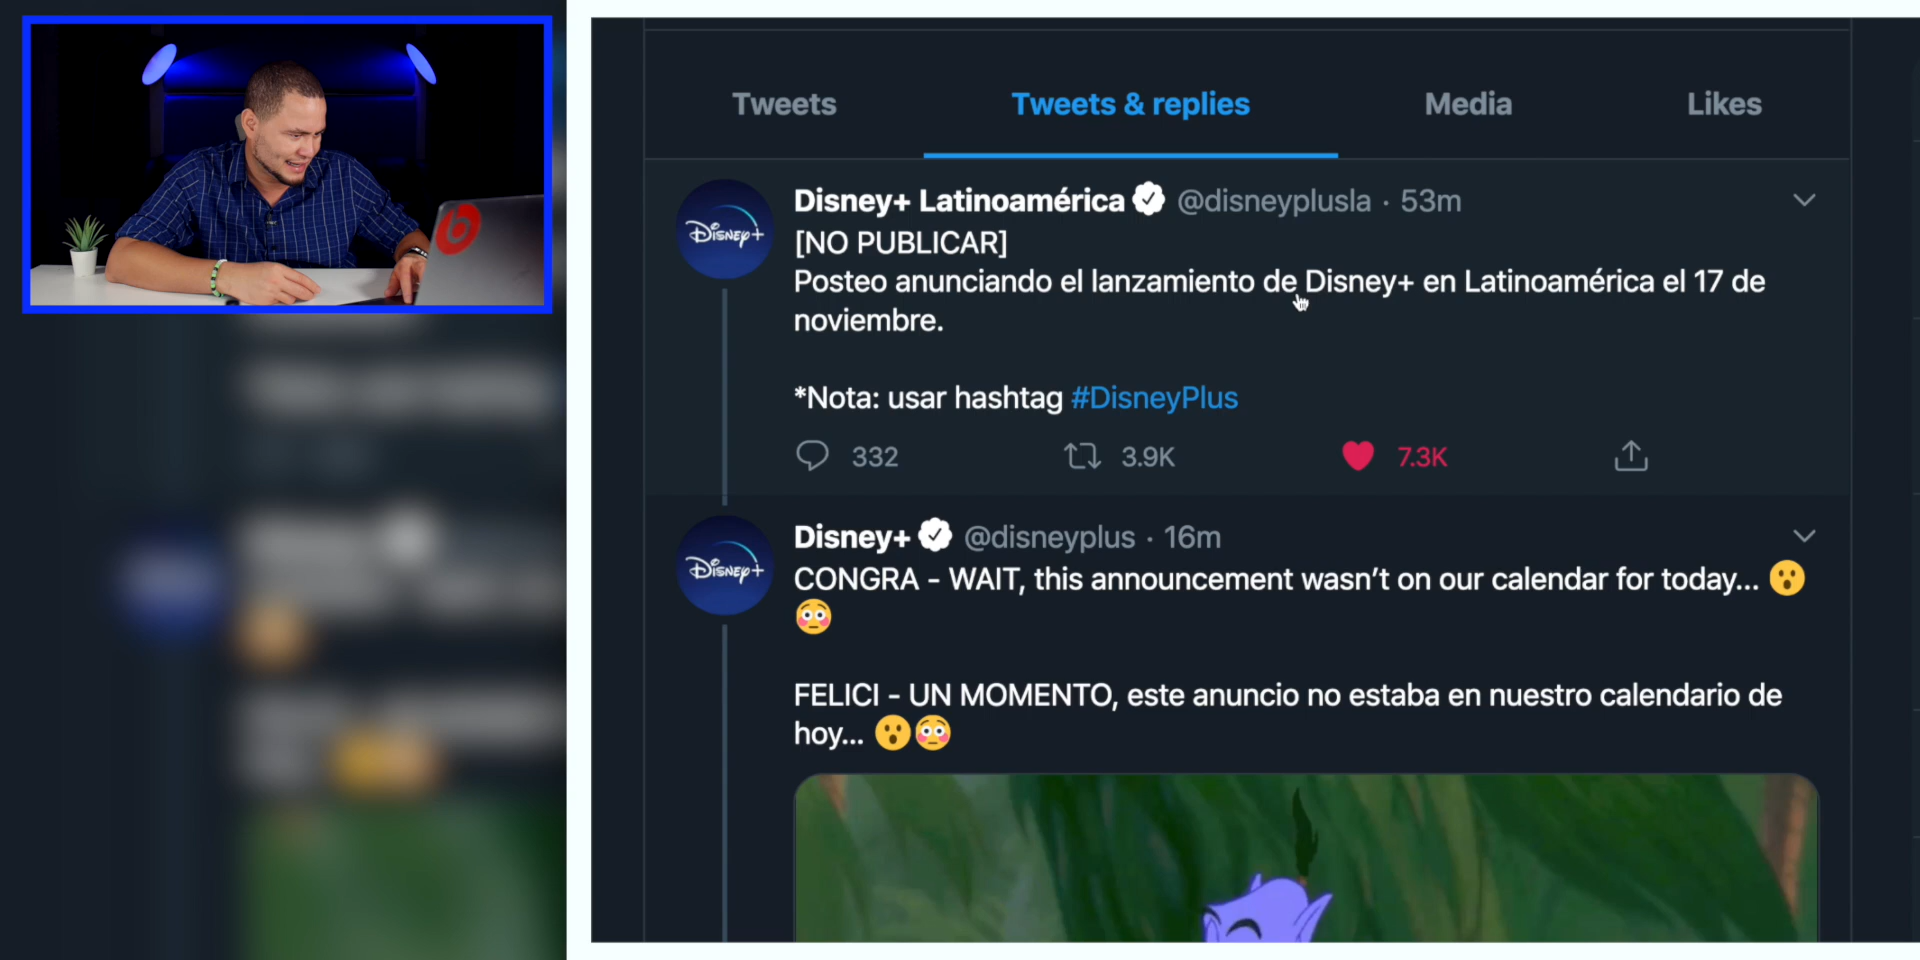 Tweets
Tweets & replies
Media
Likes
Disney+ Latinoamérica @disneyplusla · 53m
[NO PUBLICAR]
Posteo anunciando el lanzamiento de Disney+ en Latinoamérica el 17 de
noviembre.
*Nota: usar hashtag #DisneyPlus
332
3.9K
7.3K
Disney+
Disney+ @disneyplus · 16m
CONGRA - WAIT, this announcement wasn't on our calendar for today... 😮
😳
FELICI - UN MOMENTO, este anuncio no estaba en nuestro calendario de
hoy... 😮😳
Disney+